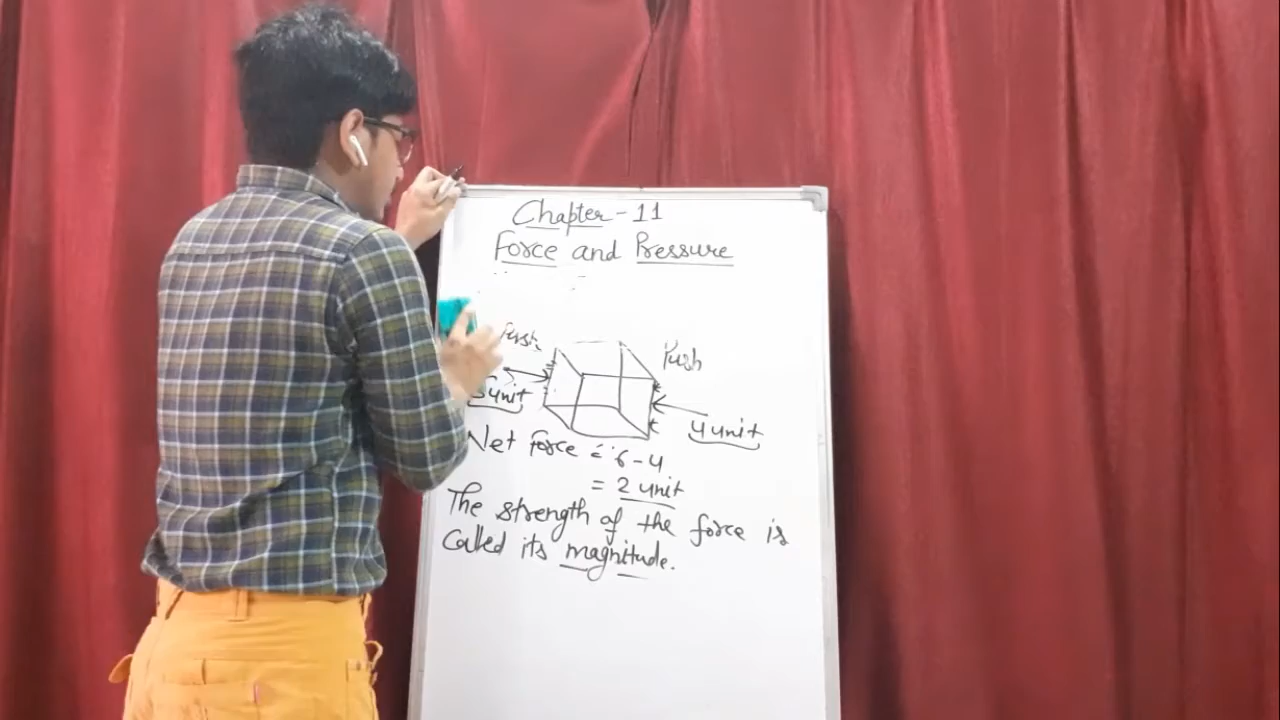 Chapter-11
Force and Pressure
Push
Push
unit
4 unit
Net force = 6-4
= 2 unit
The strength of the force is
called its magnitude.